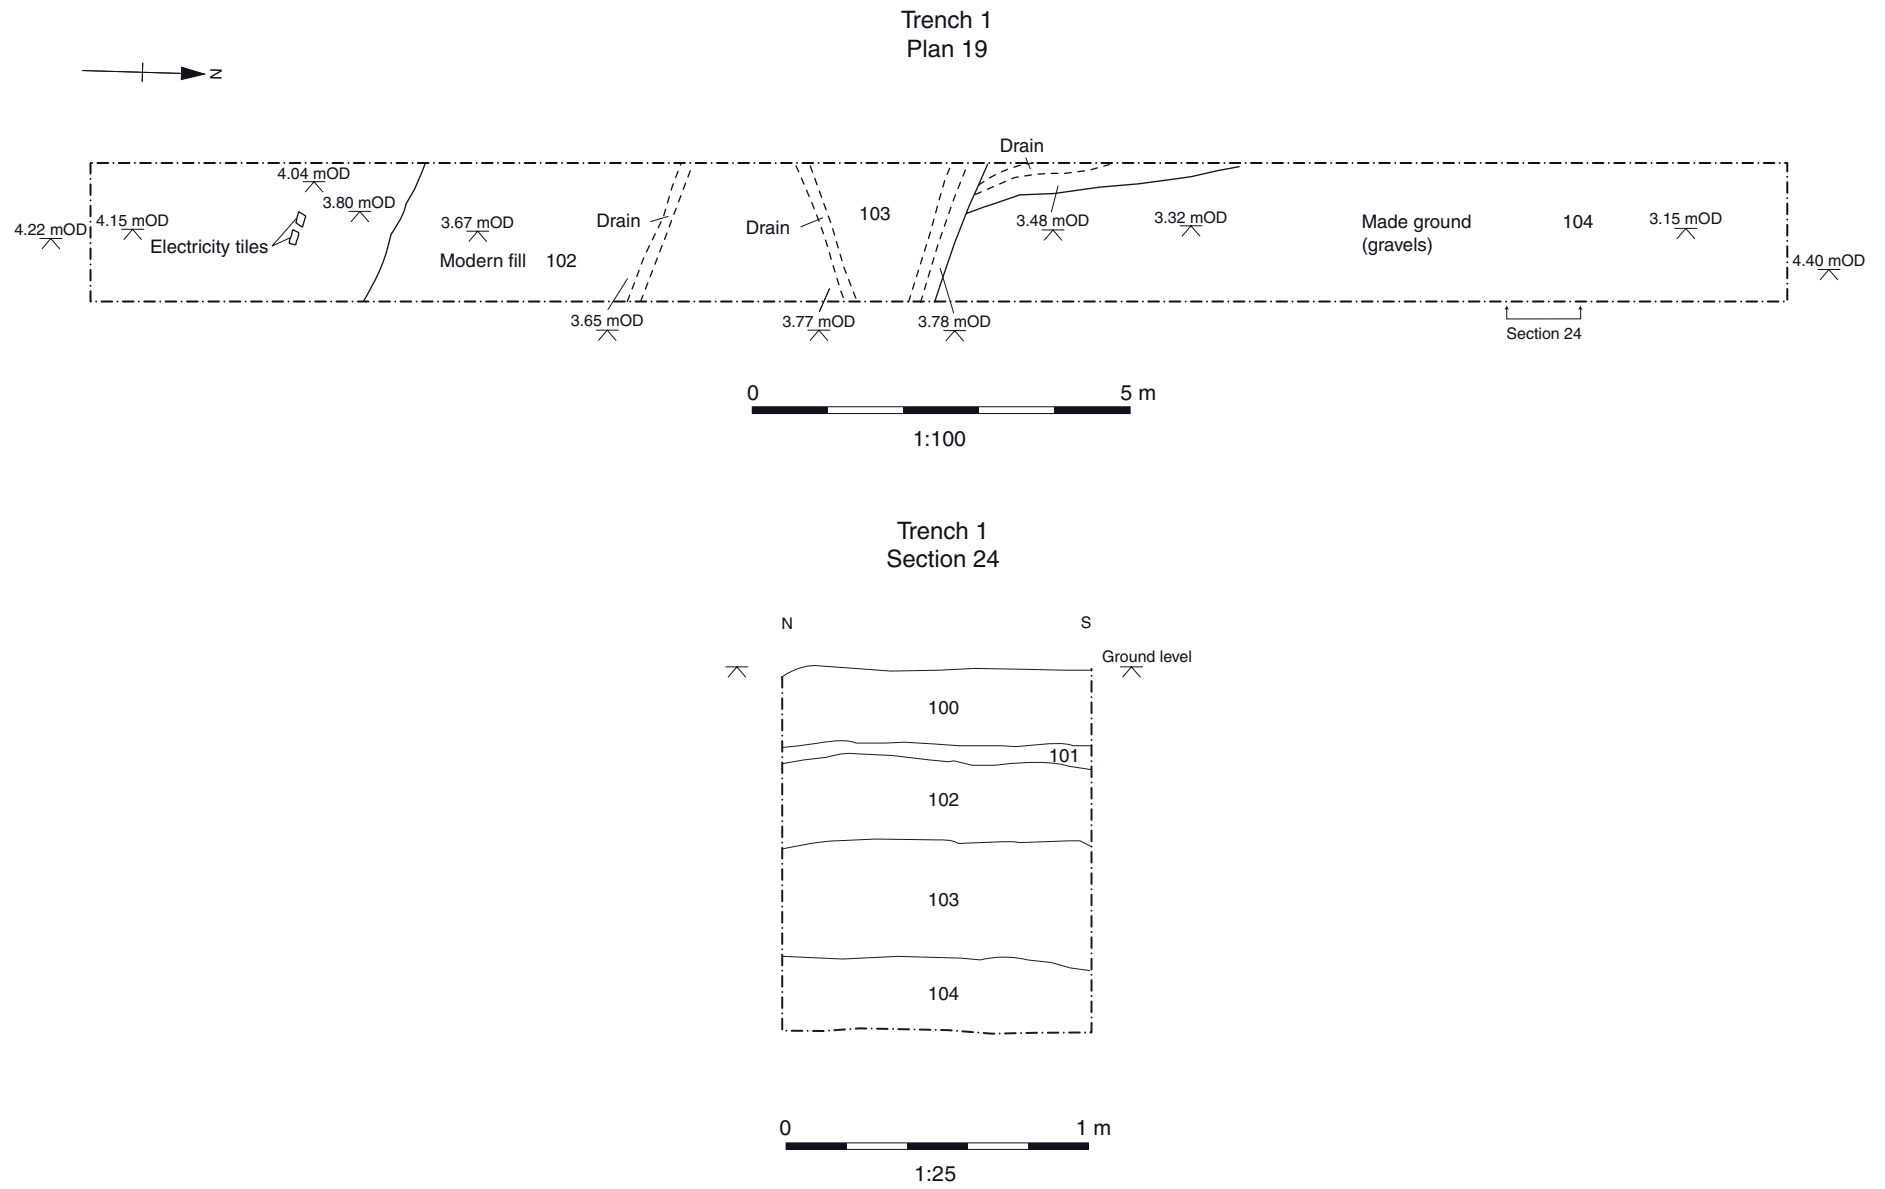 Trench 1
Plan 19
N
Drain
4.04 mOD
3.80 mOD
4.22 mOD
4.15 mOD
Electricity tiles
3.67 mOD
Modern fill 102
Drain
Drain
103
3.48 mOD
3.32 mOD
Made ground
(gravels)
104
3.15 mOD
4.40 mOD
3.65 mOD
3.77 mOD
3.78 mOD
Section 24
0 5 m
1:100
Trench 1
Section 24
N S
Ground level
100
101
102
103
104
0 1 m
1:25